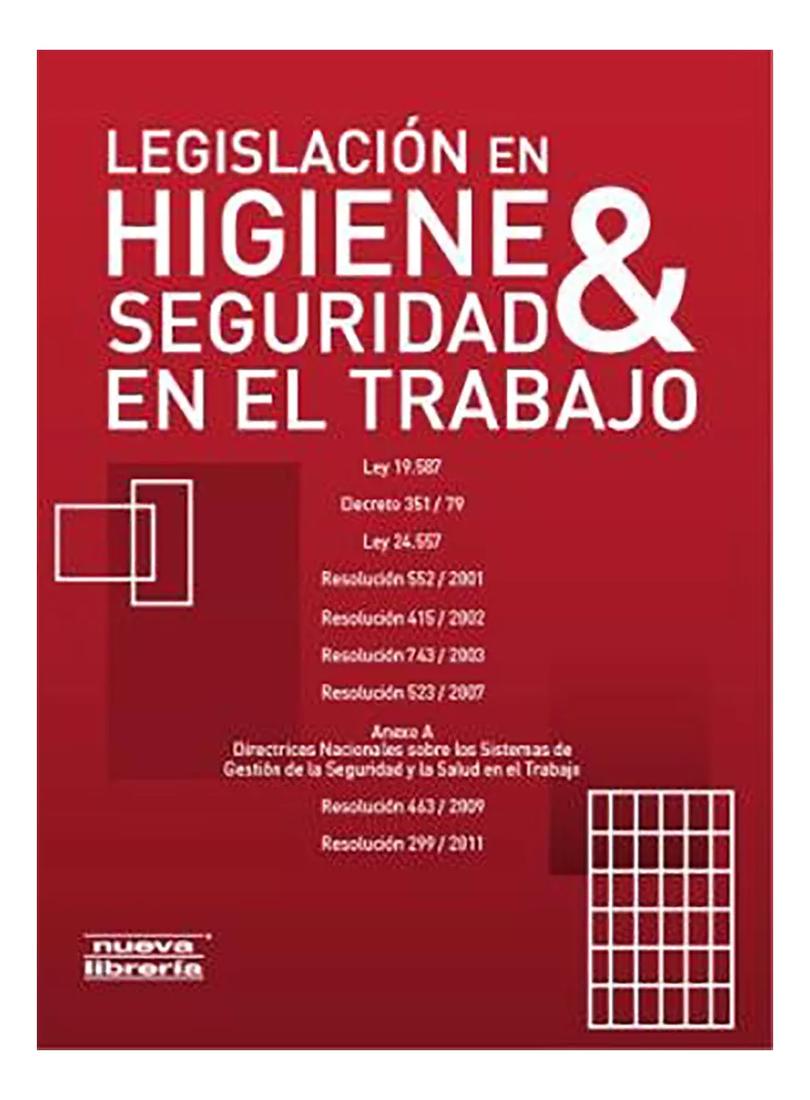 LEGISLACIÓN EN
HIGIENE &
SEGURIDAD
EN EL TRABAJO
Ley 19.587
Decreto 351 / 79
Ley 24.557
Resolución 552 / 2001
Resolución 415 / 2002
Resolución 743 / 2003
Resolución 523 / 2007
Anexo A
Directrices Nacionales sobre los Sistemas de
Gestión de la Seguridad y la Salud en el Trabajo
Resolución 463 / 2009
Resolución 299 / 2011
nueva
librería